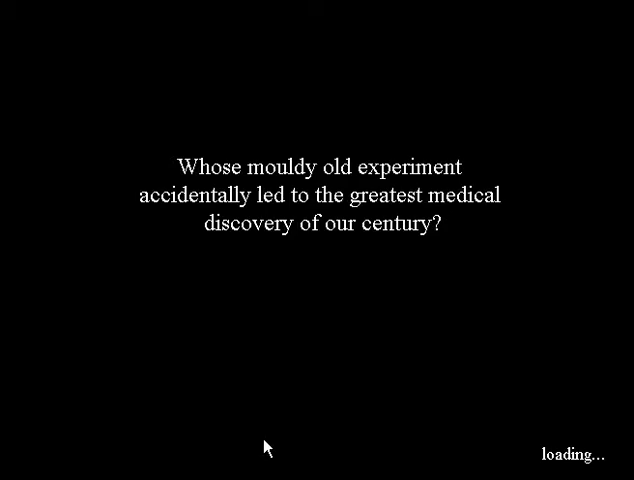 Whose mouldy old experiment
accidentally led to the greatest medical
discovery of our century?
loading...